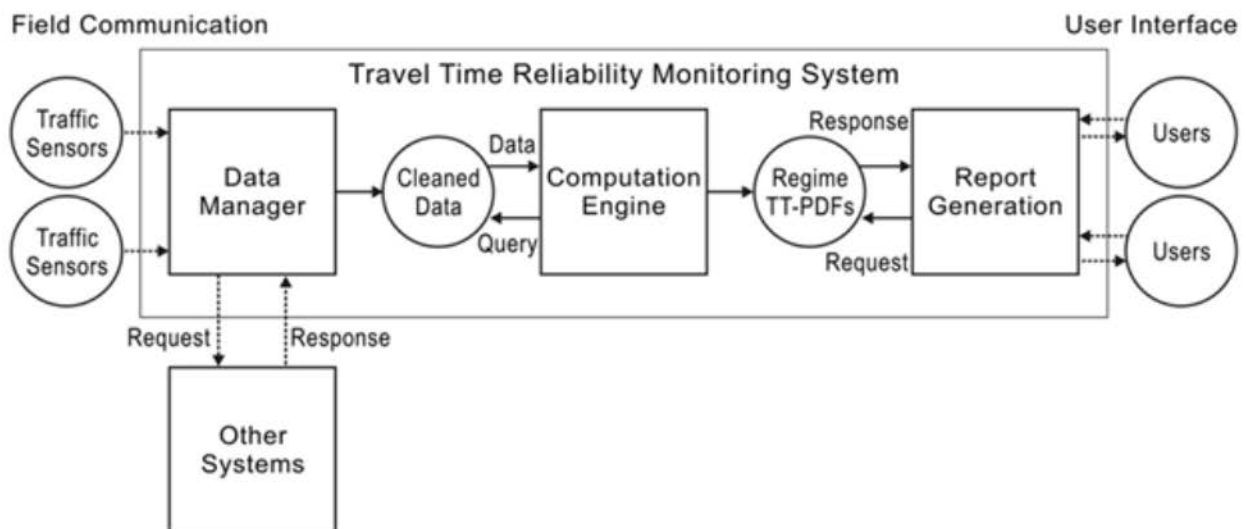 Field Communication
User Interface
Travel Time Reliability Monitoring System
Traffic
Sensors
Traffic
Sensors
Data
Manager
Cleaned
Data
Data
Query
Computation
Engine
Regime
TT-PDFs
Response
Request
Report
Generation
Users
Users
Request
Response
Other
Systems